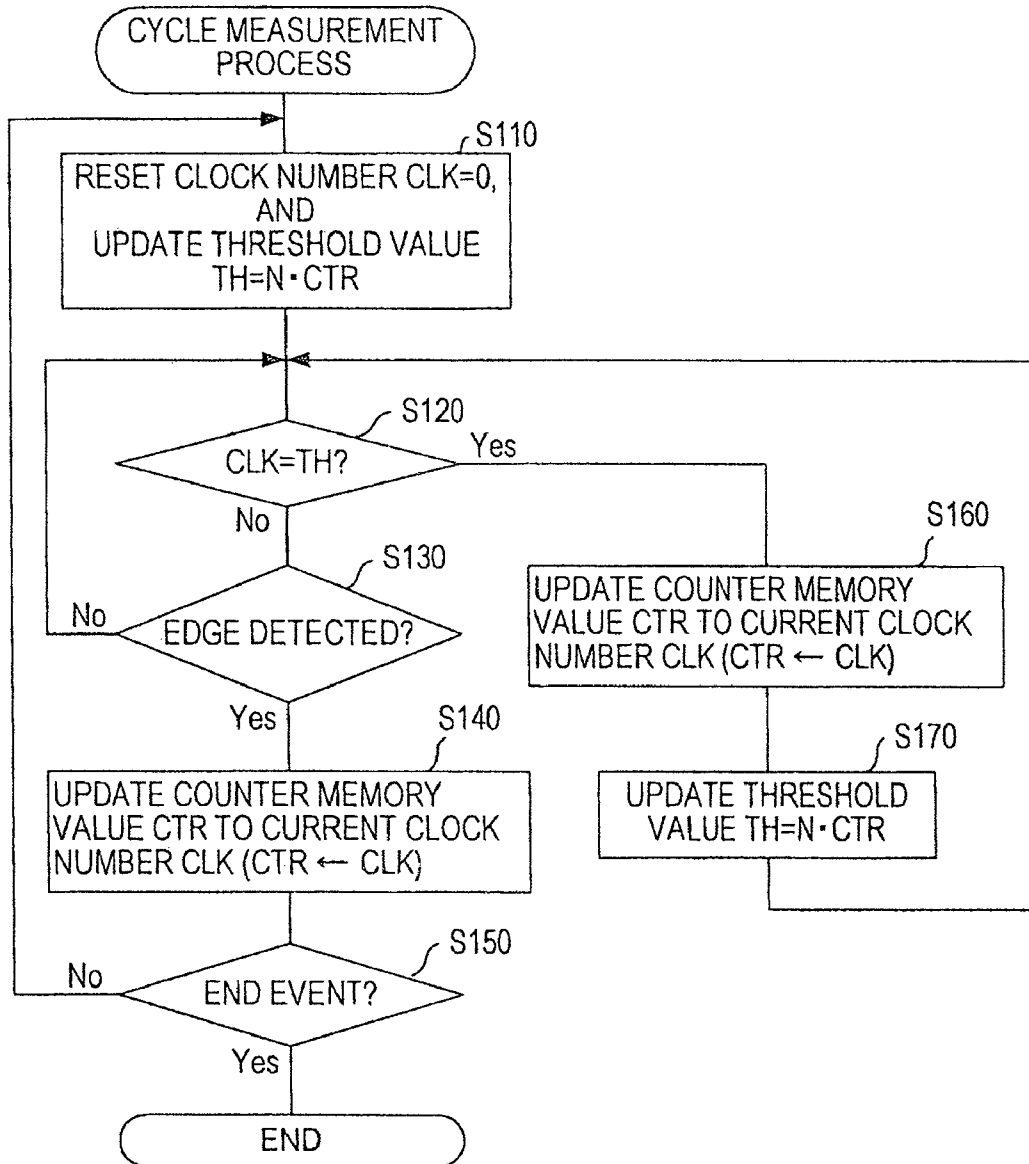 CYCLE MEASUREMENT
PROCESS
S110
RESET CLOCK NUMBER CLK=0,
AND
UPDATE THRESHOLD VALUE
TH=N·CTR
S120
CLK=TH?
Yes
No
S130
EDGE DETECTED?
No
Yes
S140
UPDATE COUNTER MEMORY
VALUE CTR TO CURRENT CLOCK
NUMBER CLK (CTR ← CLK)
S150
END EVENT?
No
Yes
END
S160
UPDATE COUNTER MEMORY
VALUE CTR TO CURRENT CLOCK
NUMBER CLK (CTR ← CLK)
S170
UPDATE THRESHOLD
VALUE TH=N·CTR